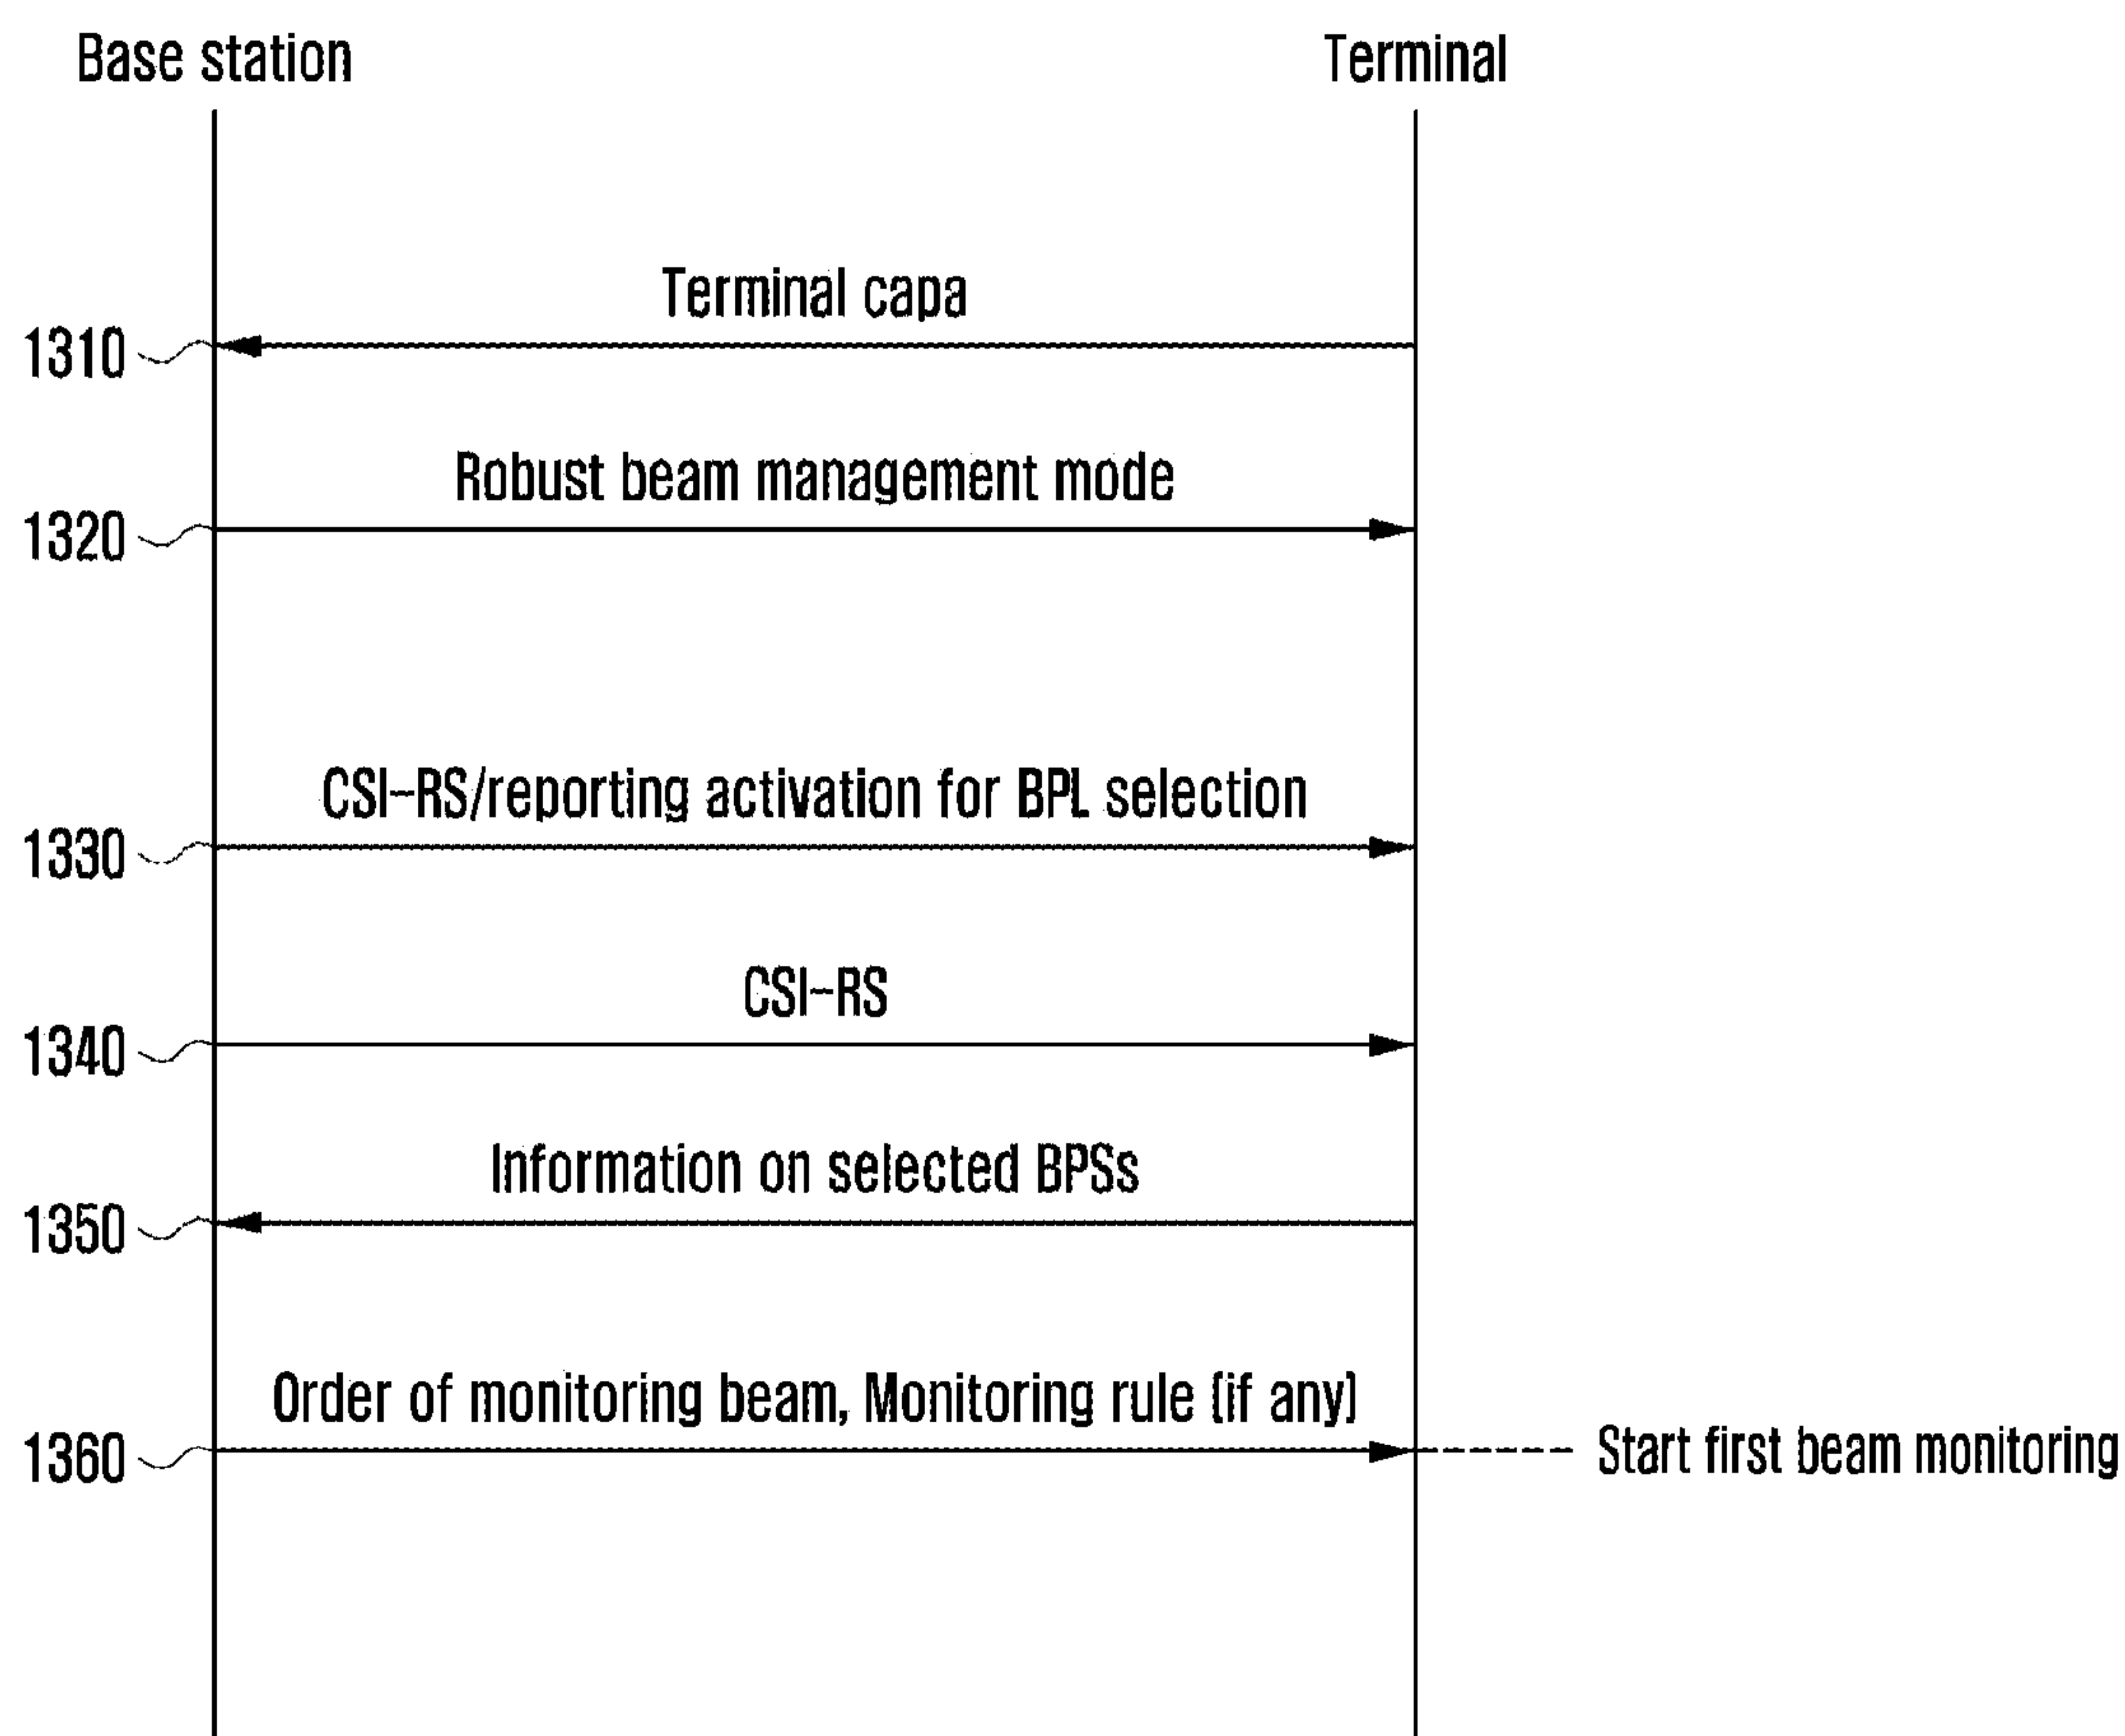 Base station
Terminal
Terminal capa
1310
Robust beam management mode
1320
CSI-RS/reporting activation for BPL selection
1330
CSI-RS
1340
Information on selected BPSs
1350
Order of monitoring beam, Monitoring rule (if any)
1360
Start first beam monitoring